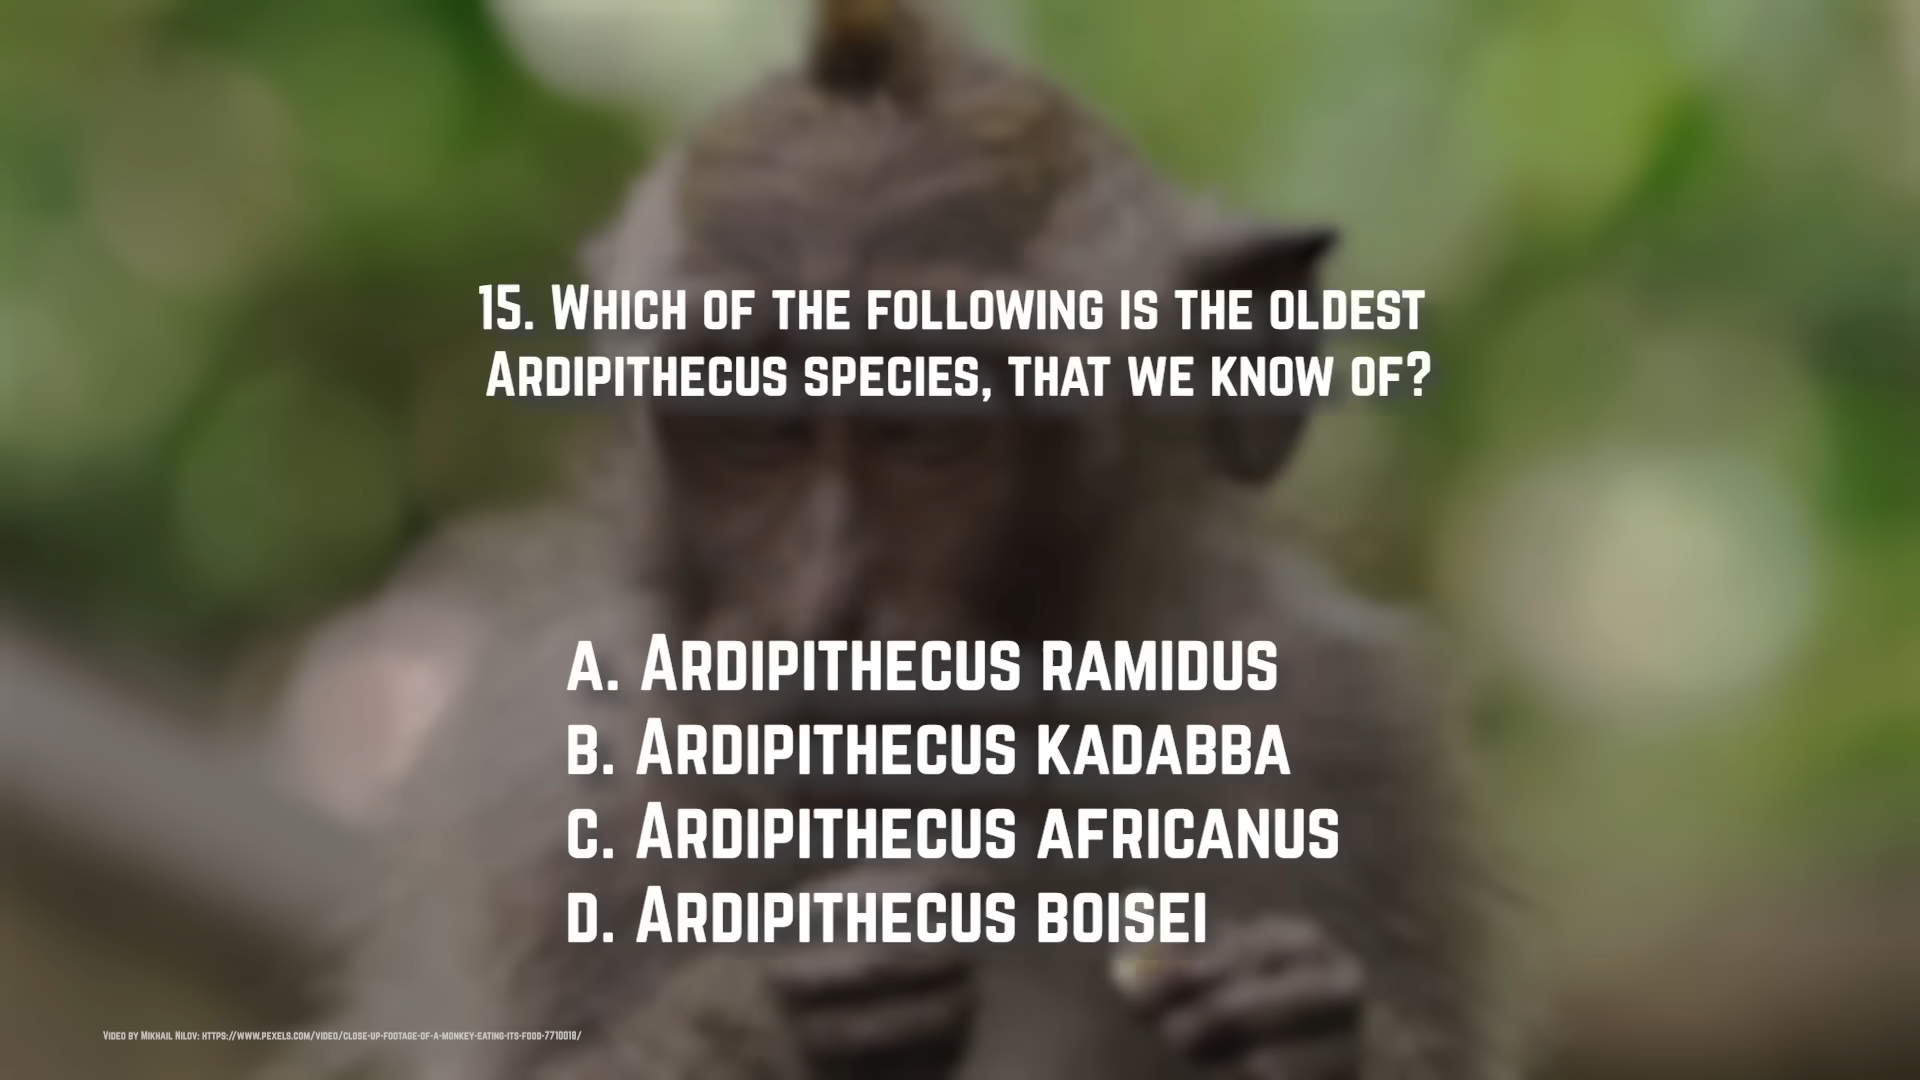 15. Which of the following is the oldest
Ardipithecus species, that we know of?
a. Ardipithecus ramidus
b. Ardipithecus kadabba
c. Ardipithecus africanus
d. Ardipithecus boisei
Video by Mikhail Nilov: https://www.pexels.com/video/close-up-footage-of-a-monkey-eating-its-food-7710018/